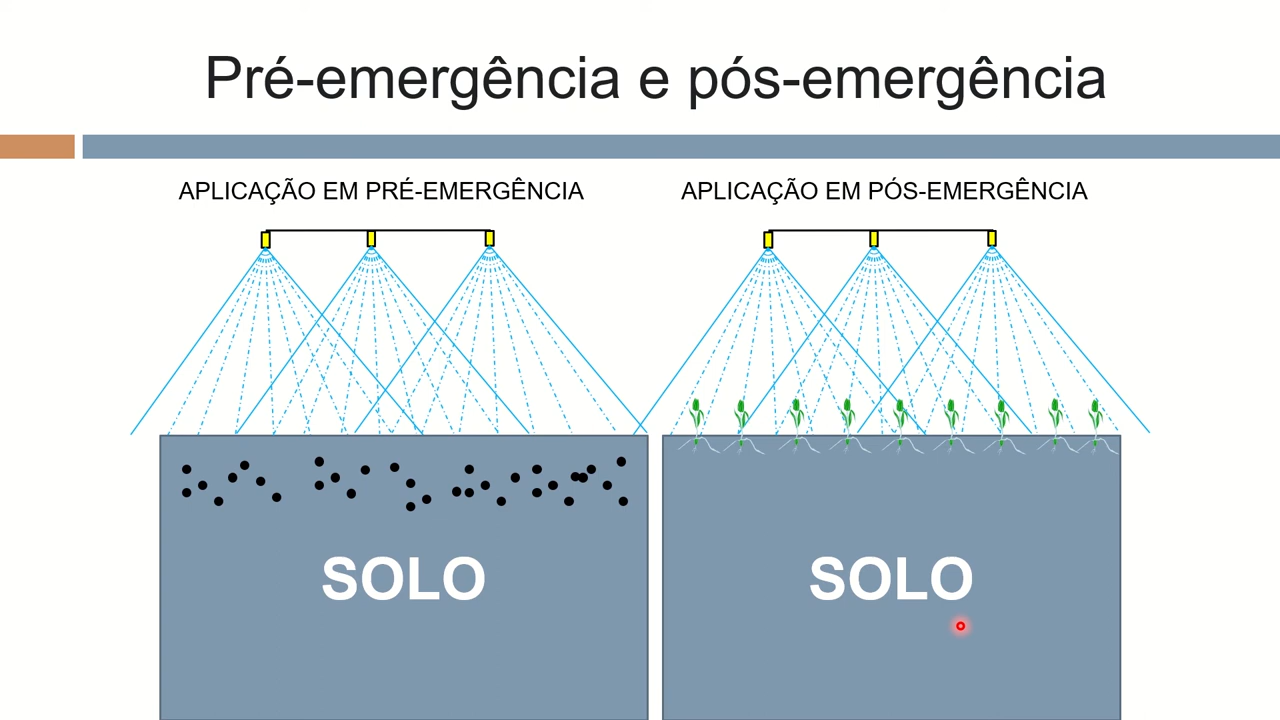 Pré-emergência e pós-emergência
APLICAÇÃO EM PRÉ-EMERGÊNCIA
APLICAÇÃO EM PÓS-EMERGÊNCIA
SOLO
SOLO